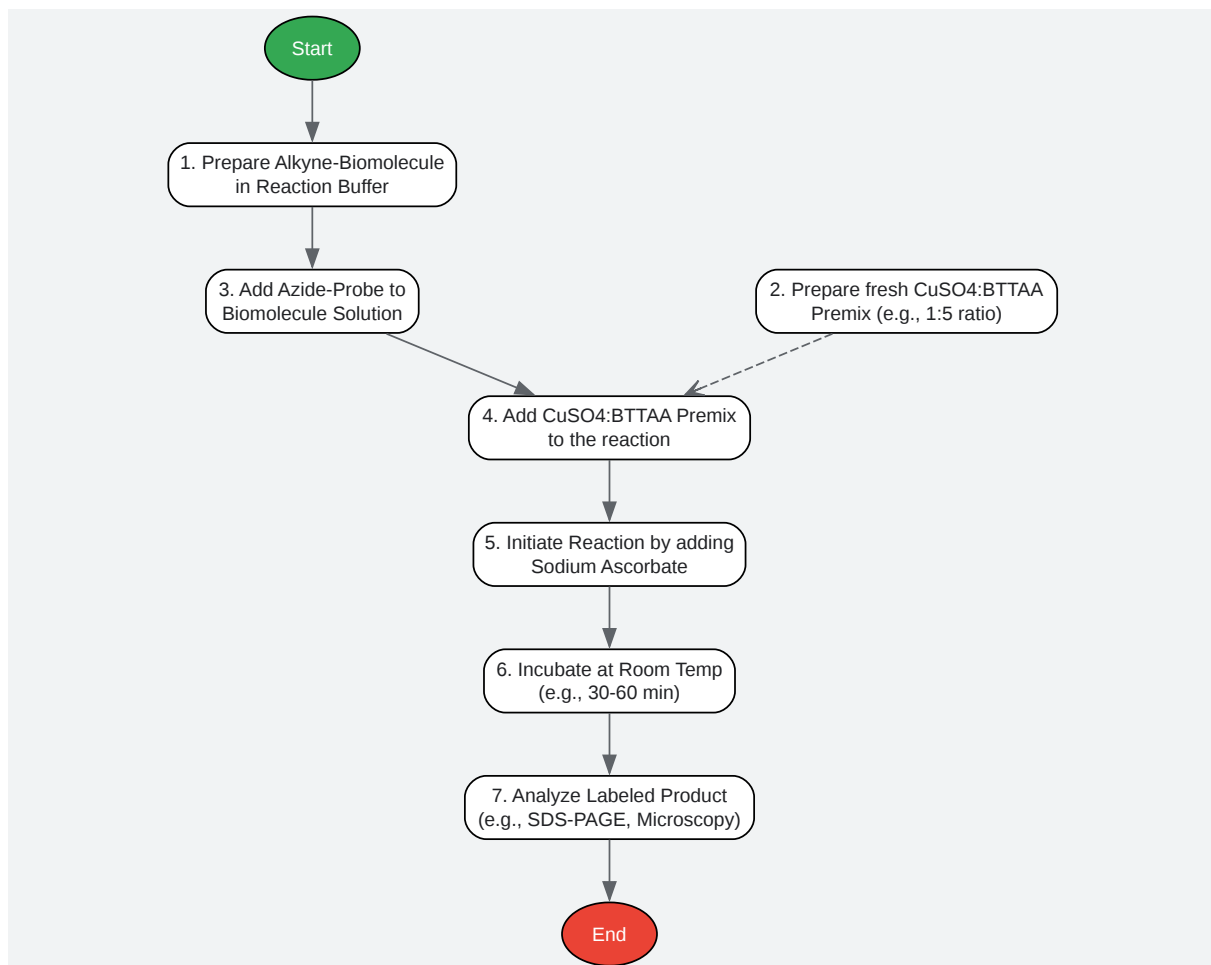 Start
1. Prepare Alkyne-Biomolecule
in Reaction Buffer
3. Add Azide-Probe to
Biomolecule Solution
2. Prepare fresh CuSO4:BTTAA
Premix (e.g., 1:5 ratio)
4. Add CuSO4:BTTAA Premix
to the reaction
5. Initiate Reaction by adding
Sodium Ascorbate
6. Incubate at Room Temp
(e.g., 30-60 min)
7. Analyze Labeled Product
(e.g., SDS-PAGE, Microscopy)
End